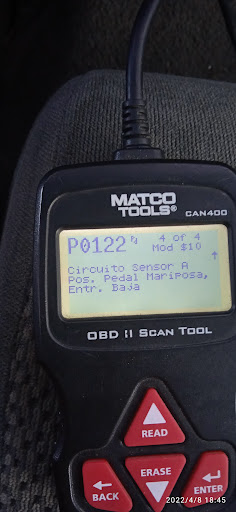 MATCO
TOOLS®
CAN400
P0122 4 of 4
Mod $10
Circuito Sensor A
Pos. Pedal Mariposa,
Entr. Baja
OBD II SCAN TOOL
READ
ERASE
BACK
ENTER
2022/4/8 18:45